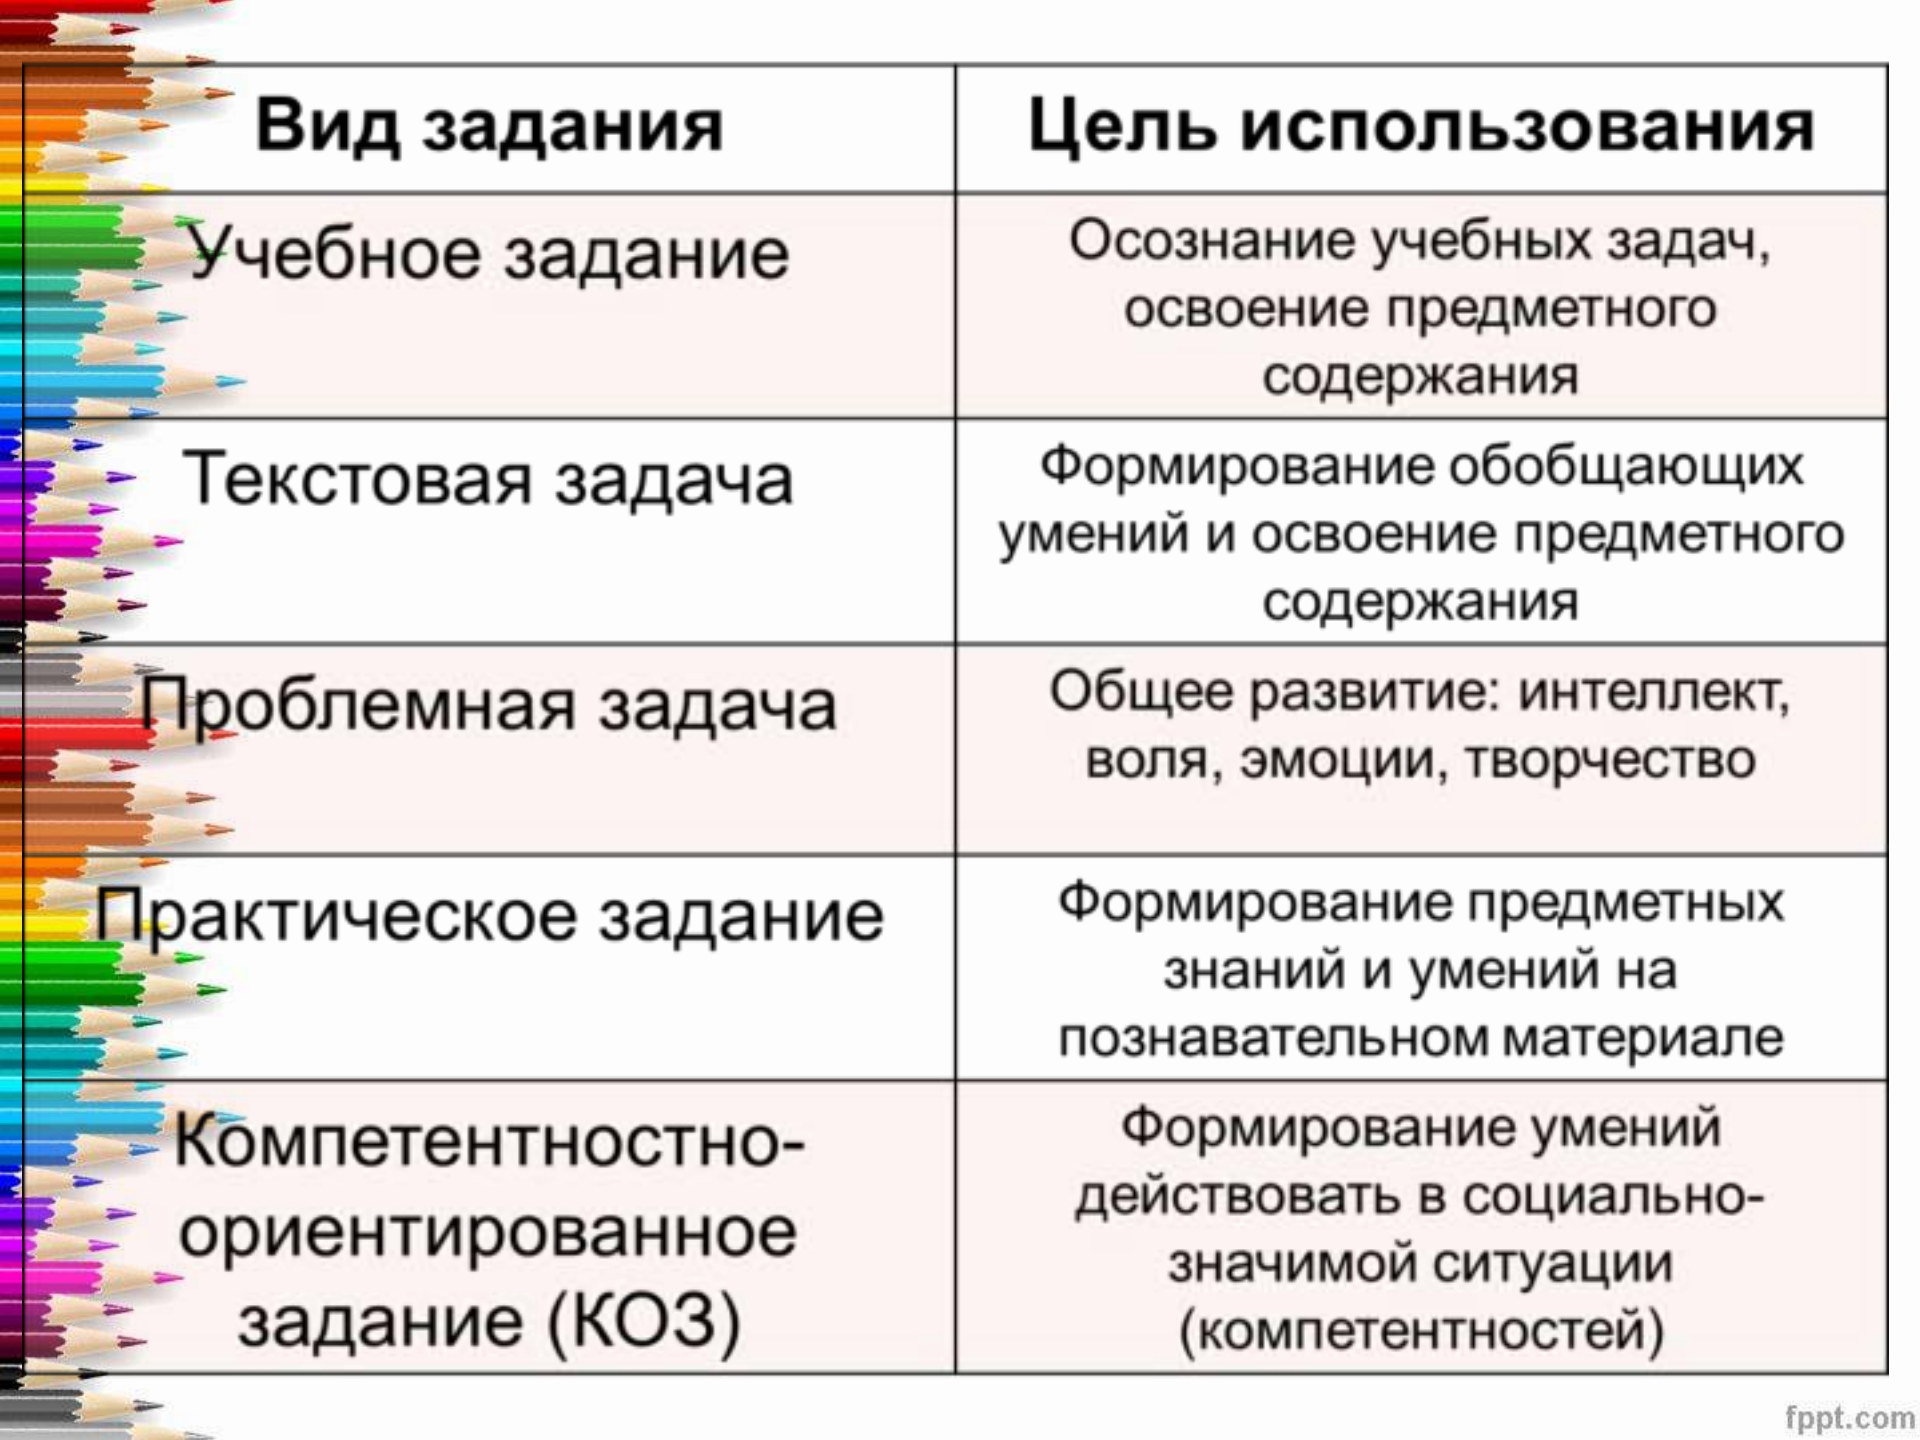 Вид задания
Цель использования
Учебное задание
Осознание учебных задач,
освоение предметного
содержания
Текстовая задача
Формирование обобщающих
умений и освоение предметного
содержания
Проблемная задача
Общее развитие: интеллект,
воля, эмоции, творчество
Практическое задание
Формирование предметных
знаний и умений на
познавательном материале
Компетентностно-
ориентированное
задание (КОЗ)
Формирование умений
действовать в социально-
значимой ситуации
(компетентностей)
fppt.com